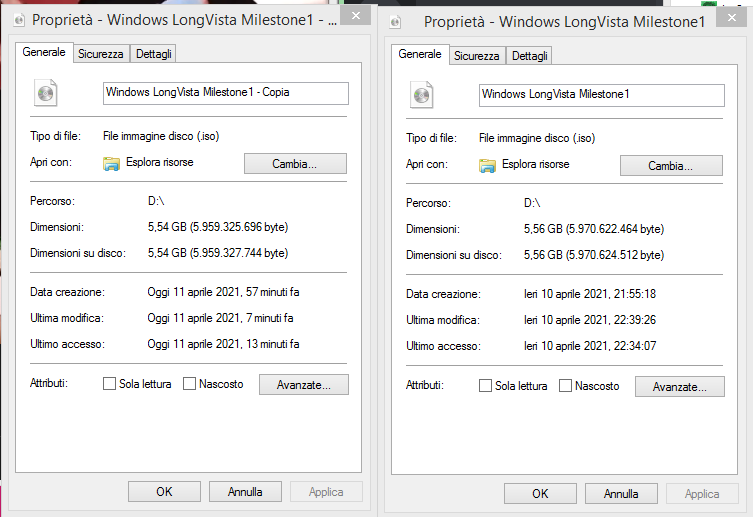 Proprietà - Windows LongVista Milestone1 - ...
Generale Sicurezza Dettagli
Windows LongVista Milestone1 - Copia
Tipo di file: File immagine disco (.iso)
Apri con: Esplora risorse Cambia...
Percorso: D:\
Dimensioni: 5,54 GB (5.959.325.696 byte)
Dimensioni su disco: 5,54 GB (5.959.327.744 byte)
Data creazione: Oggi 11 aprile 2021, 57 minuti fa
Ultima modifica: Oggi 11 aprile 2021, 7 minuti fa
Ultimo accesso: Oggi 11 aprile 2021, 13 minuti fa
Attributi: Sola lettura Nascosto Avanzate...
OK Annulla Applica
Proprietà - Windows LongVista Milestone1
Generale Sicurezza Dettagli
Windows LongVista Milestone1
Tipo di file: File immagine disco (.iso)
Apri con: Esplora risorse Cambia...
Percorso: D:\
Dimensioni: 5,56 GB (5.970.622.464 byte)
Dimensioni su disco: 5,56 GB (5.970.624.512 byte)
Data creazione: Ieri 10 aprile 2021, 21:55:18
Ultima modifica: Ieri 10 aprile 2021, 22:39:26
Ultimo accesso: Ieri 10 aprile 2021, 22:34:07
Attributi: Sola lettura Nascosto Avanzate...
OK Annulla Applica